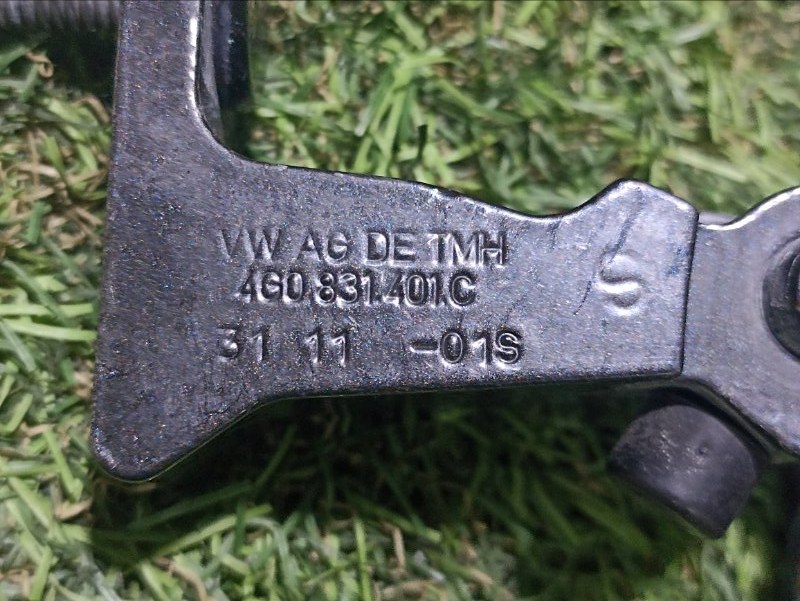 VW AG DE TMH
4G0.831.401.C
S
31 11 -01S